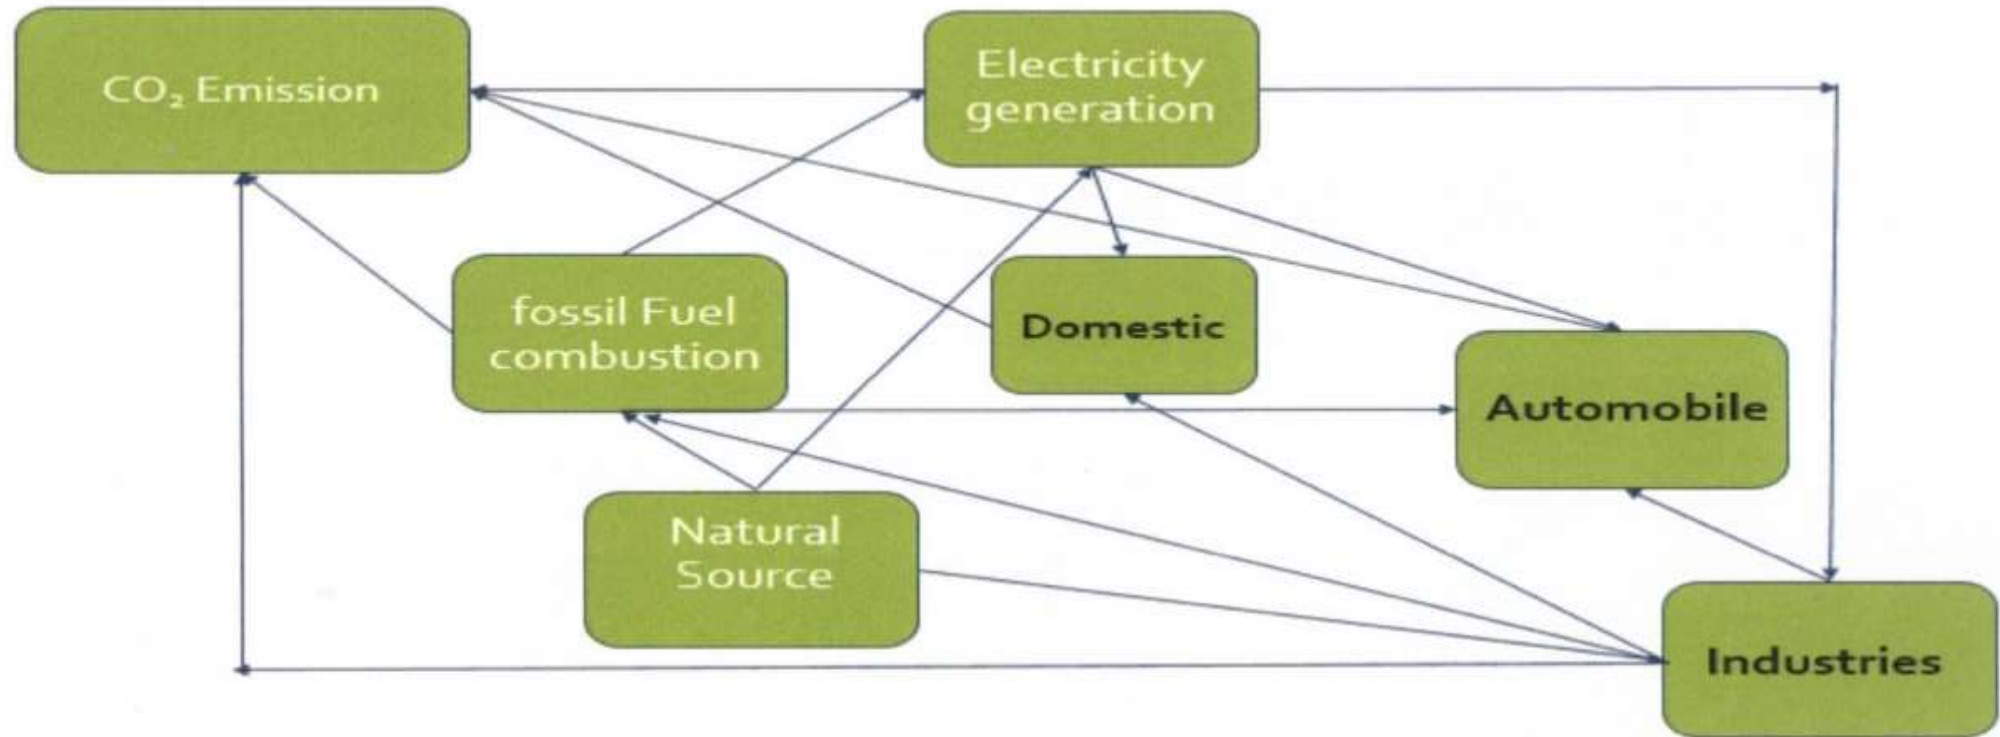 CO₂ Emission
Electricity
generation
fossil Fuel
combustion
Domestic
Automobile
Natural
Source
Industries